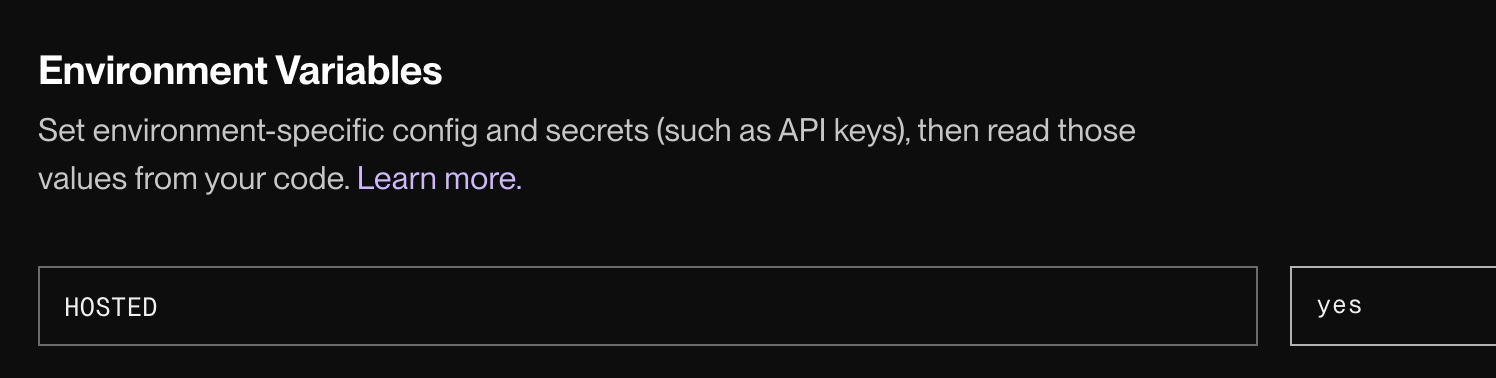 Environment Variables
Set environment-specific config and secrets (such as API keys), then read those
values from your code. Learn more.
HOSTED
yes